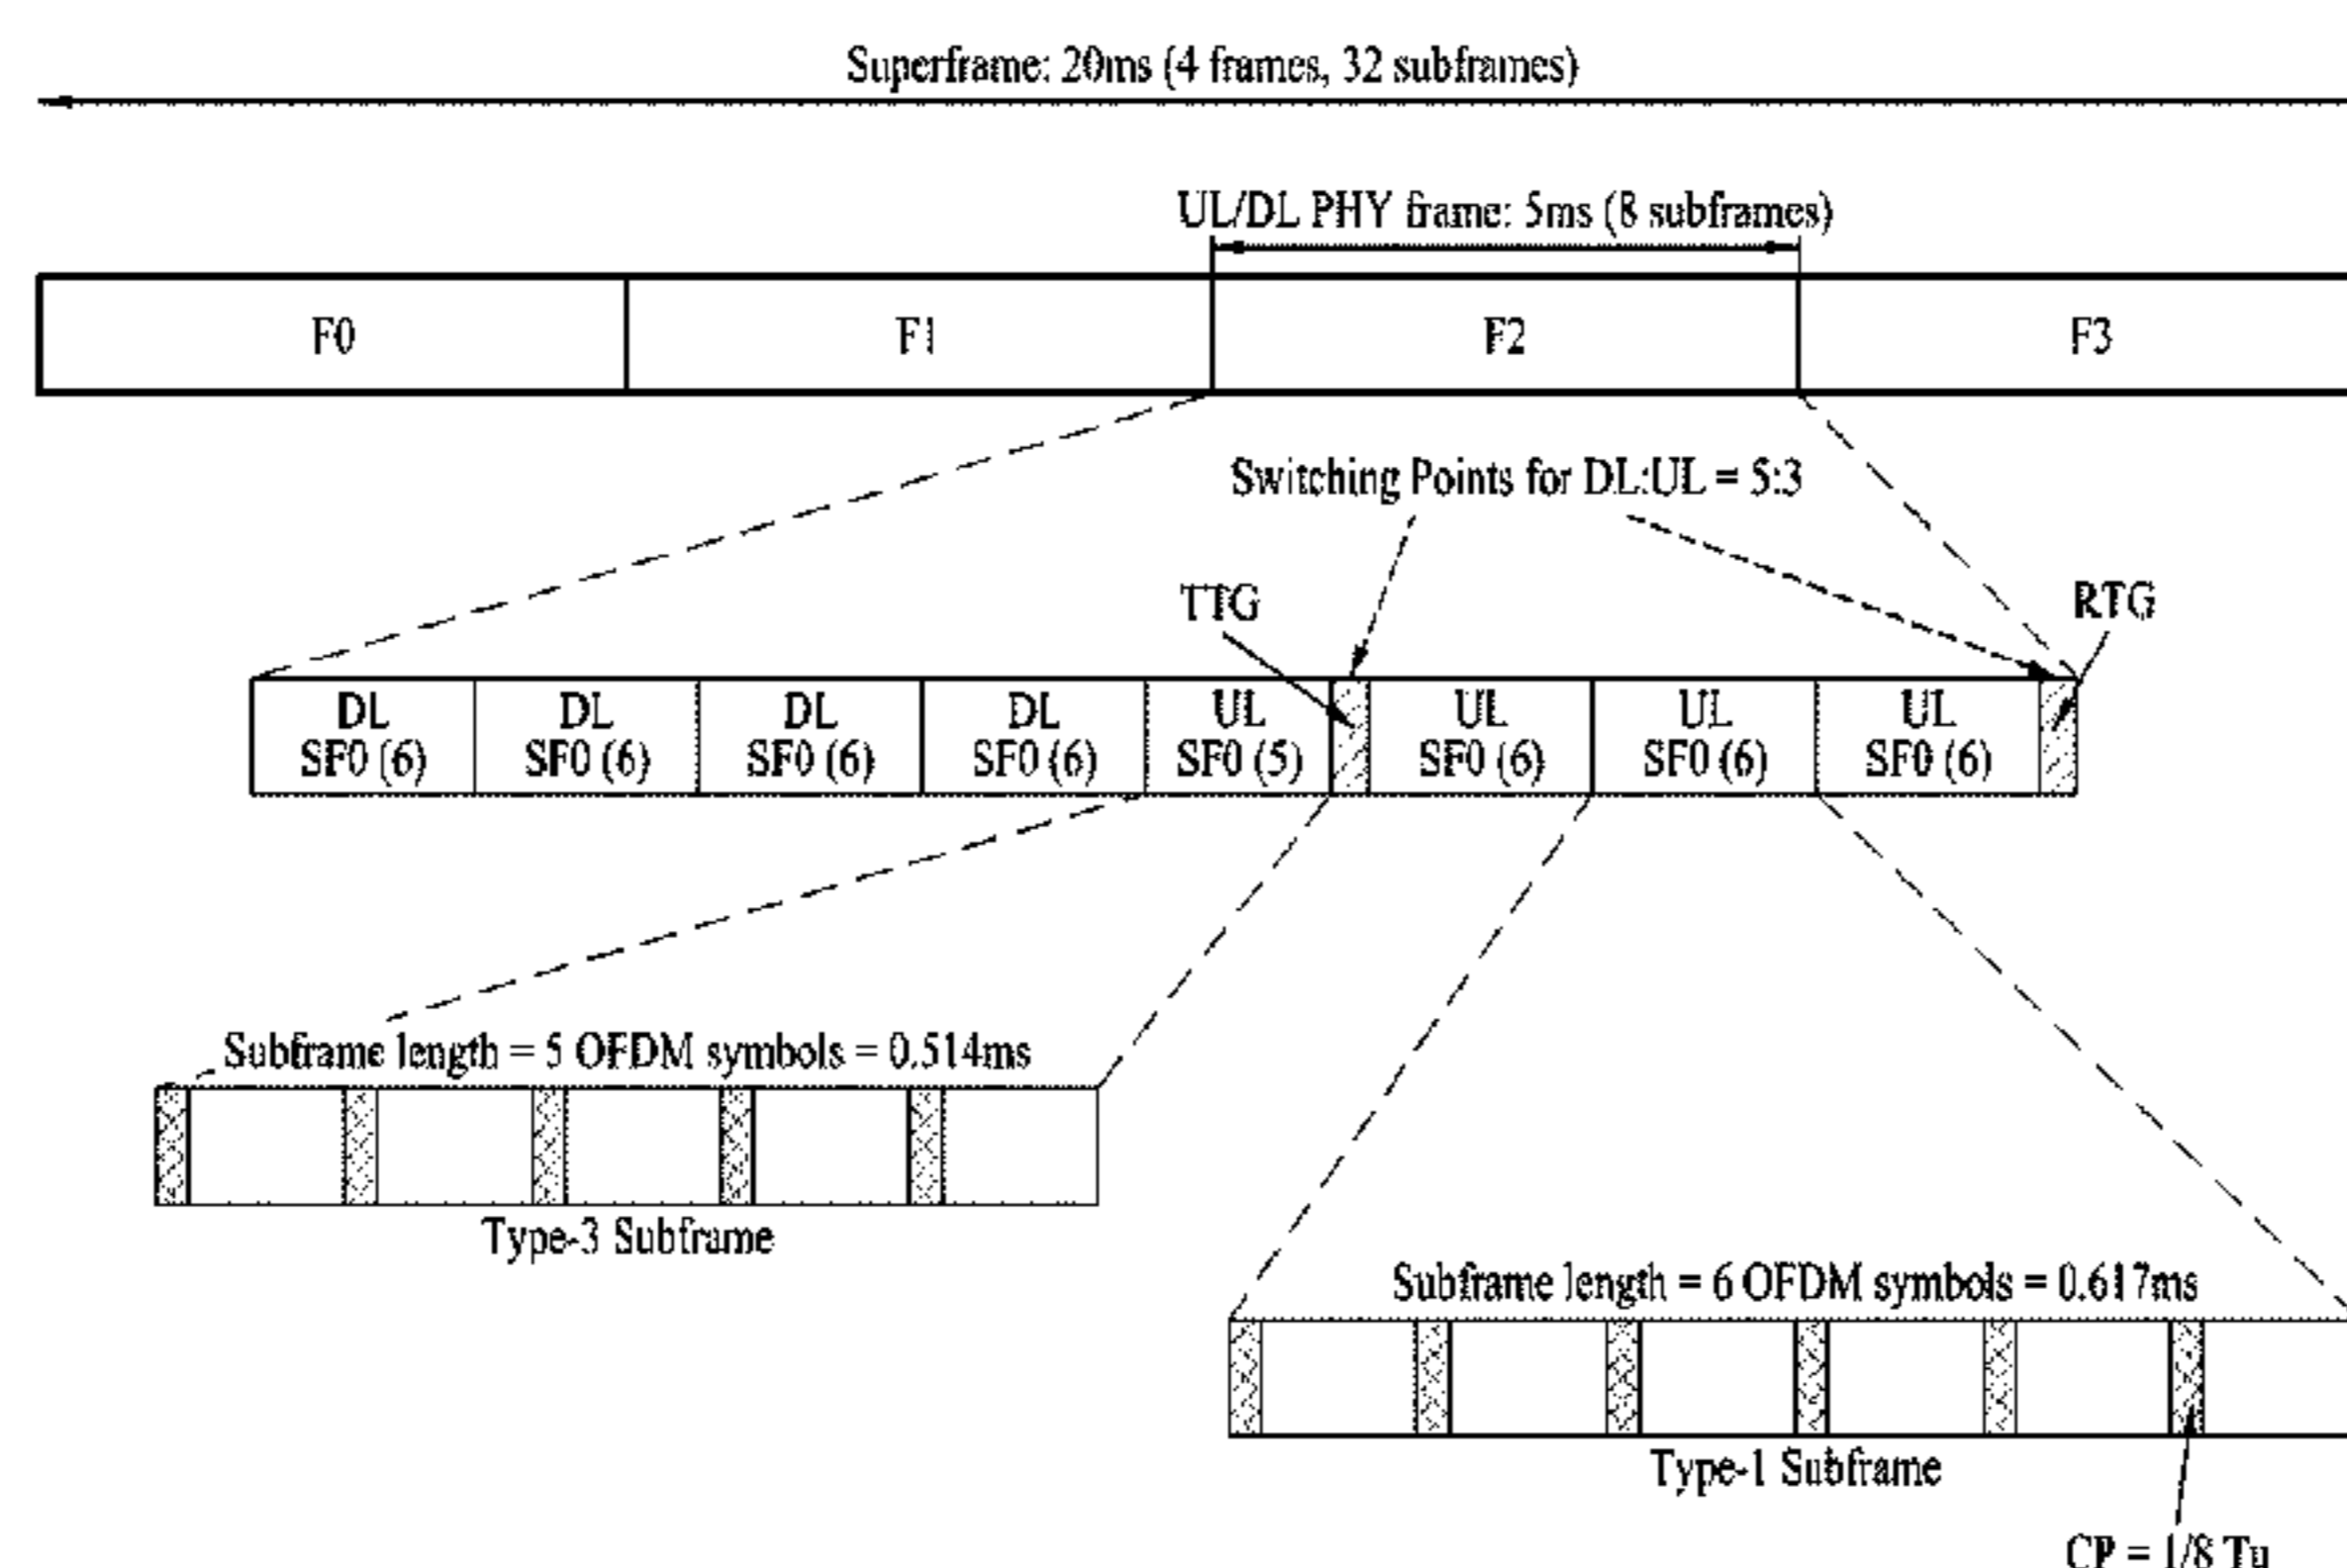 Superframe: 20ms (4 frames, 32 subframes)
UL/DL PHY frame: 5ms (8 subframes)
F0
F1
F2
F3
Switching Points for DL:UL = 5:3
TTG
RTG
DL
SF0 (6)
DL
SF0 (6)
DL
SF0 (6)
DL
SF0 (6)
UL
SF0 (5)
UL
SF0 (6)
UL
SF0 (6)
UL
SF0 (6)
Subframe length = 5 OFDM symbols = 0.514ms
Type-3 Subframe
Subframe length = 6 OFDM symbols = 0.617ms
Type-1 Subframe
CP = 1/8 Tu